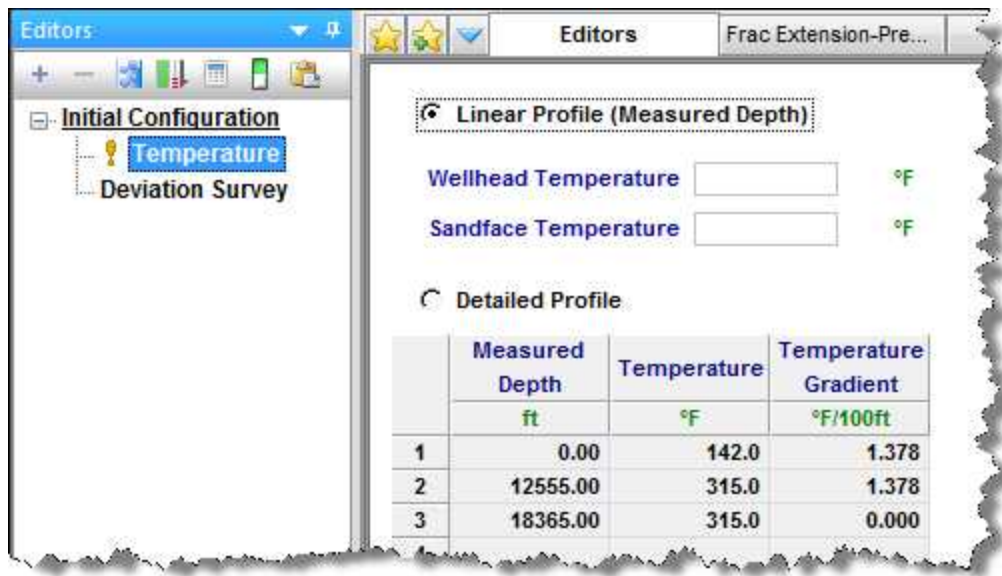 Editors
Editors
Frac Extension-Pre...
Initial Configuration
Temperature
Deviation Survey
Linear Profile (Measured Depth)
Wellhead Temperature °F
Sandface Temperature °F
Detailed Profile
Measured Depth Temperature Temperature Gradient
ft °F °F/100ft
1 0.00 142.0 1.378
2 12555.00 315.0 1.378
3 18365.00 315.0 0.000